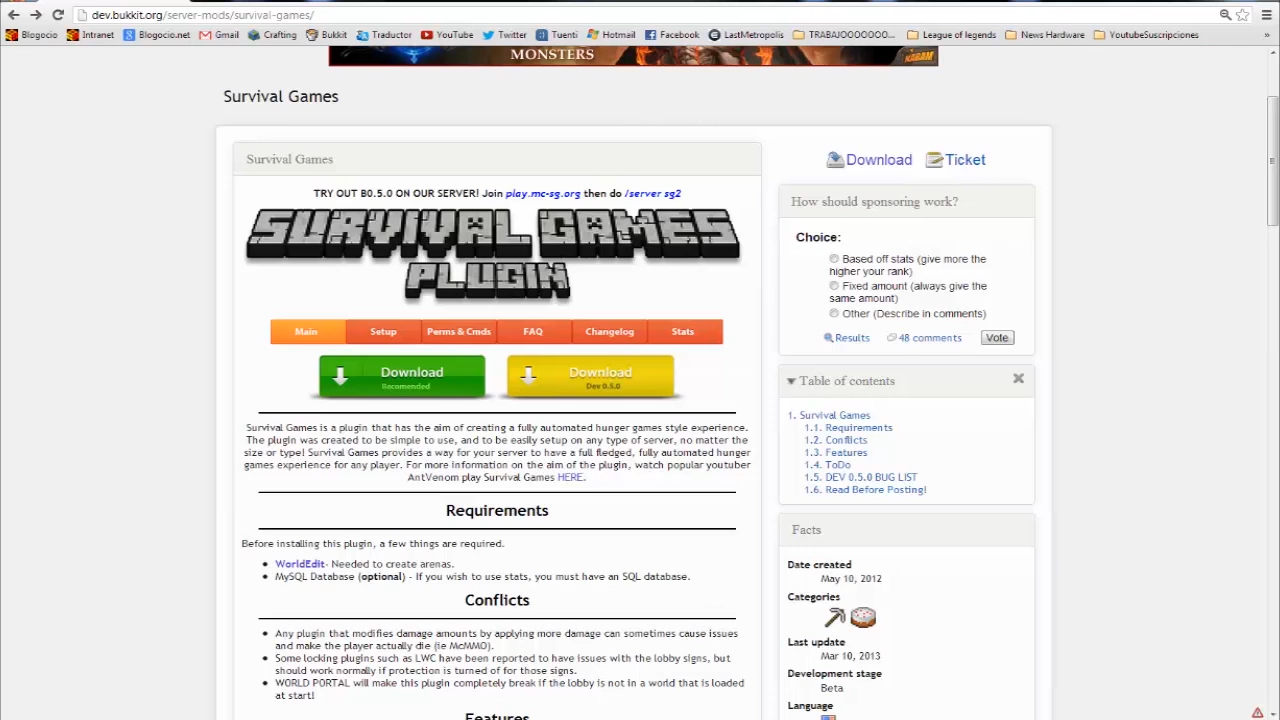 dev.bukkit.org/server-mods/survival-games/
Blogocio Intranet Blogocio.net Gmail Crafting Bukkit Traductor YouTube Twitter Tuenti Hotmail Facebook LastMetropolis TRABAJOOOOOOO... League of legends News Hardware YoutubeSuscripciones »
MONSTERS
KABAM
Survival Games
Survival Games
TRY OUT B0.5.0 ON OUR SERVER! Join play.mc-sg.org then do /server sg2
SURVIVAL GAMES
PLUGIN
Main Setup Perms & Cmds FAQ Changelog Stats
Download
Recomended
Download
Dev 0.5.0
Survival Games is a plugin that has the aim of creating a fully automated hunger games style experience.
The plugin was created to be simple to use, and to be easily setup on any type of server, no matter the
size or type! Survival Games provides a way for your server to have a full fledged, fully automated hunger
games experience for any player. For more information on the aim of the plugin, watch popular youtuber
AntVenom play Survival Games HERE.
Requirements
Before installing this plugin, a few things are required.
• WorldEdit- Needed to create arenas.
• MySQL Database (optional) - If you wish to use stats, you must have an SQL database.
Conflicts
• Any plugin that modifies damage amounts by applying more damage can sometimes cause issues
and make the player actually die (ie McMMO).
• Some locking plugins such as LWC have been reported to have issues with the lobby signs, but
should work normally if protection is turned of for those signs.
• WORLD PORTAL will make this plugin completely break if the lobby is not in a world that is loaded
at start!
Features
Download Ticket
How should sponsoring work?
Choice:
Based off stats (give more the
higher your rank)
Fixed amount (always give the
same amount)
Other (Describe in comments)
Results 48 comments Vote
Table of contents
1. Survival Games
1.1. Requirements
1.2. Conflicts
1.3. Features
1.4. ToDo
1.5. DEV 0.5.0 BUG LIST
1.6. Read Before Posting!
Facts
Date created
May 10, 2012
Categories
Last update
Mar 10, 2013
Development stage
Beta
Language